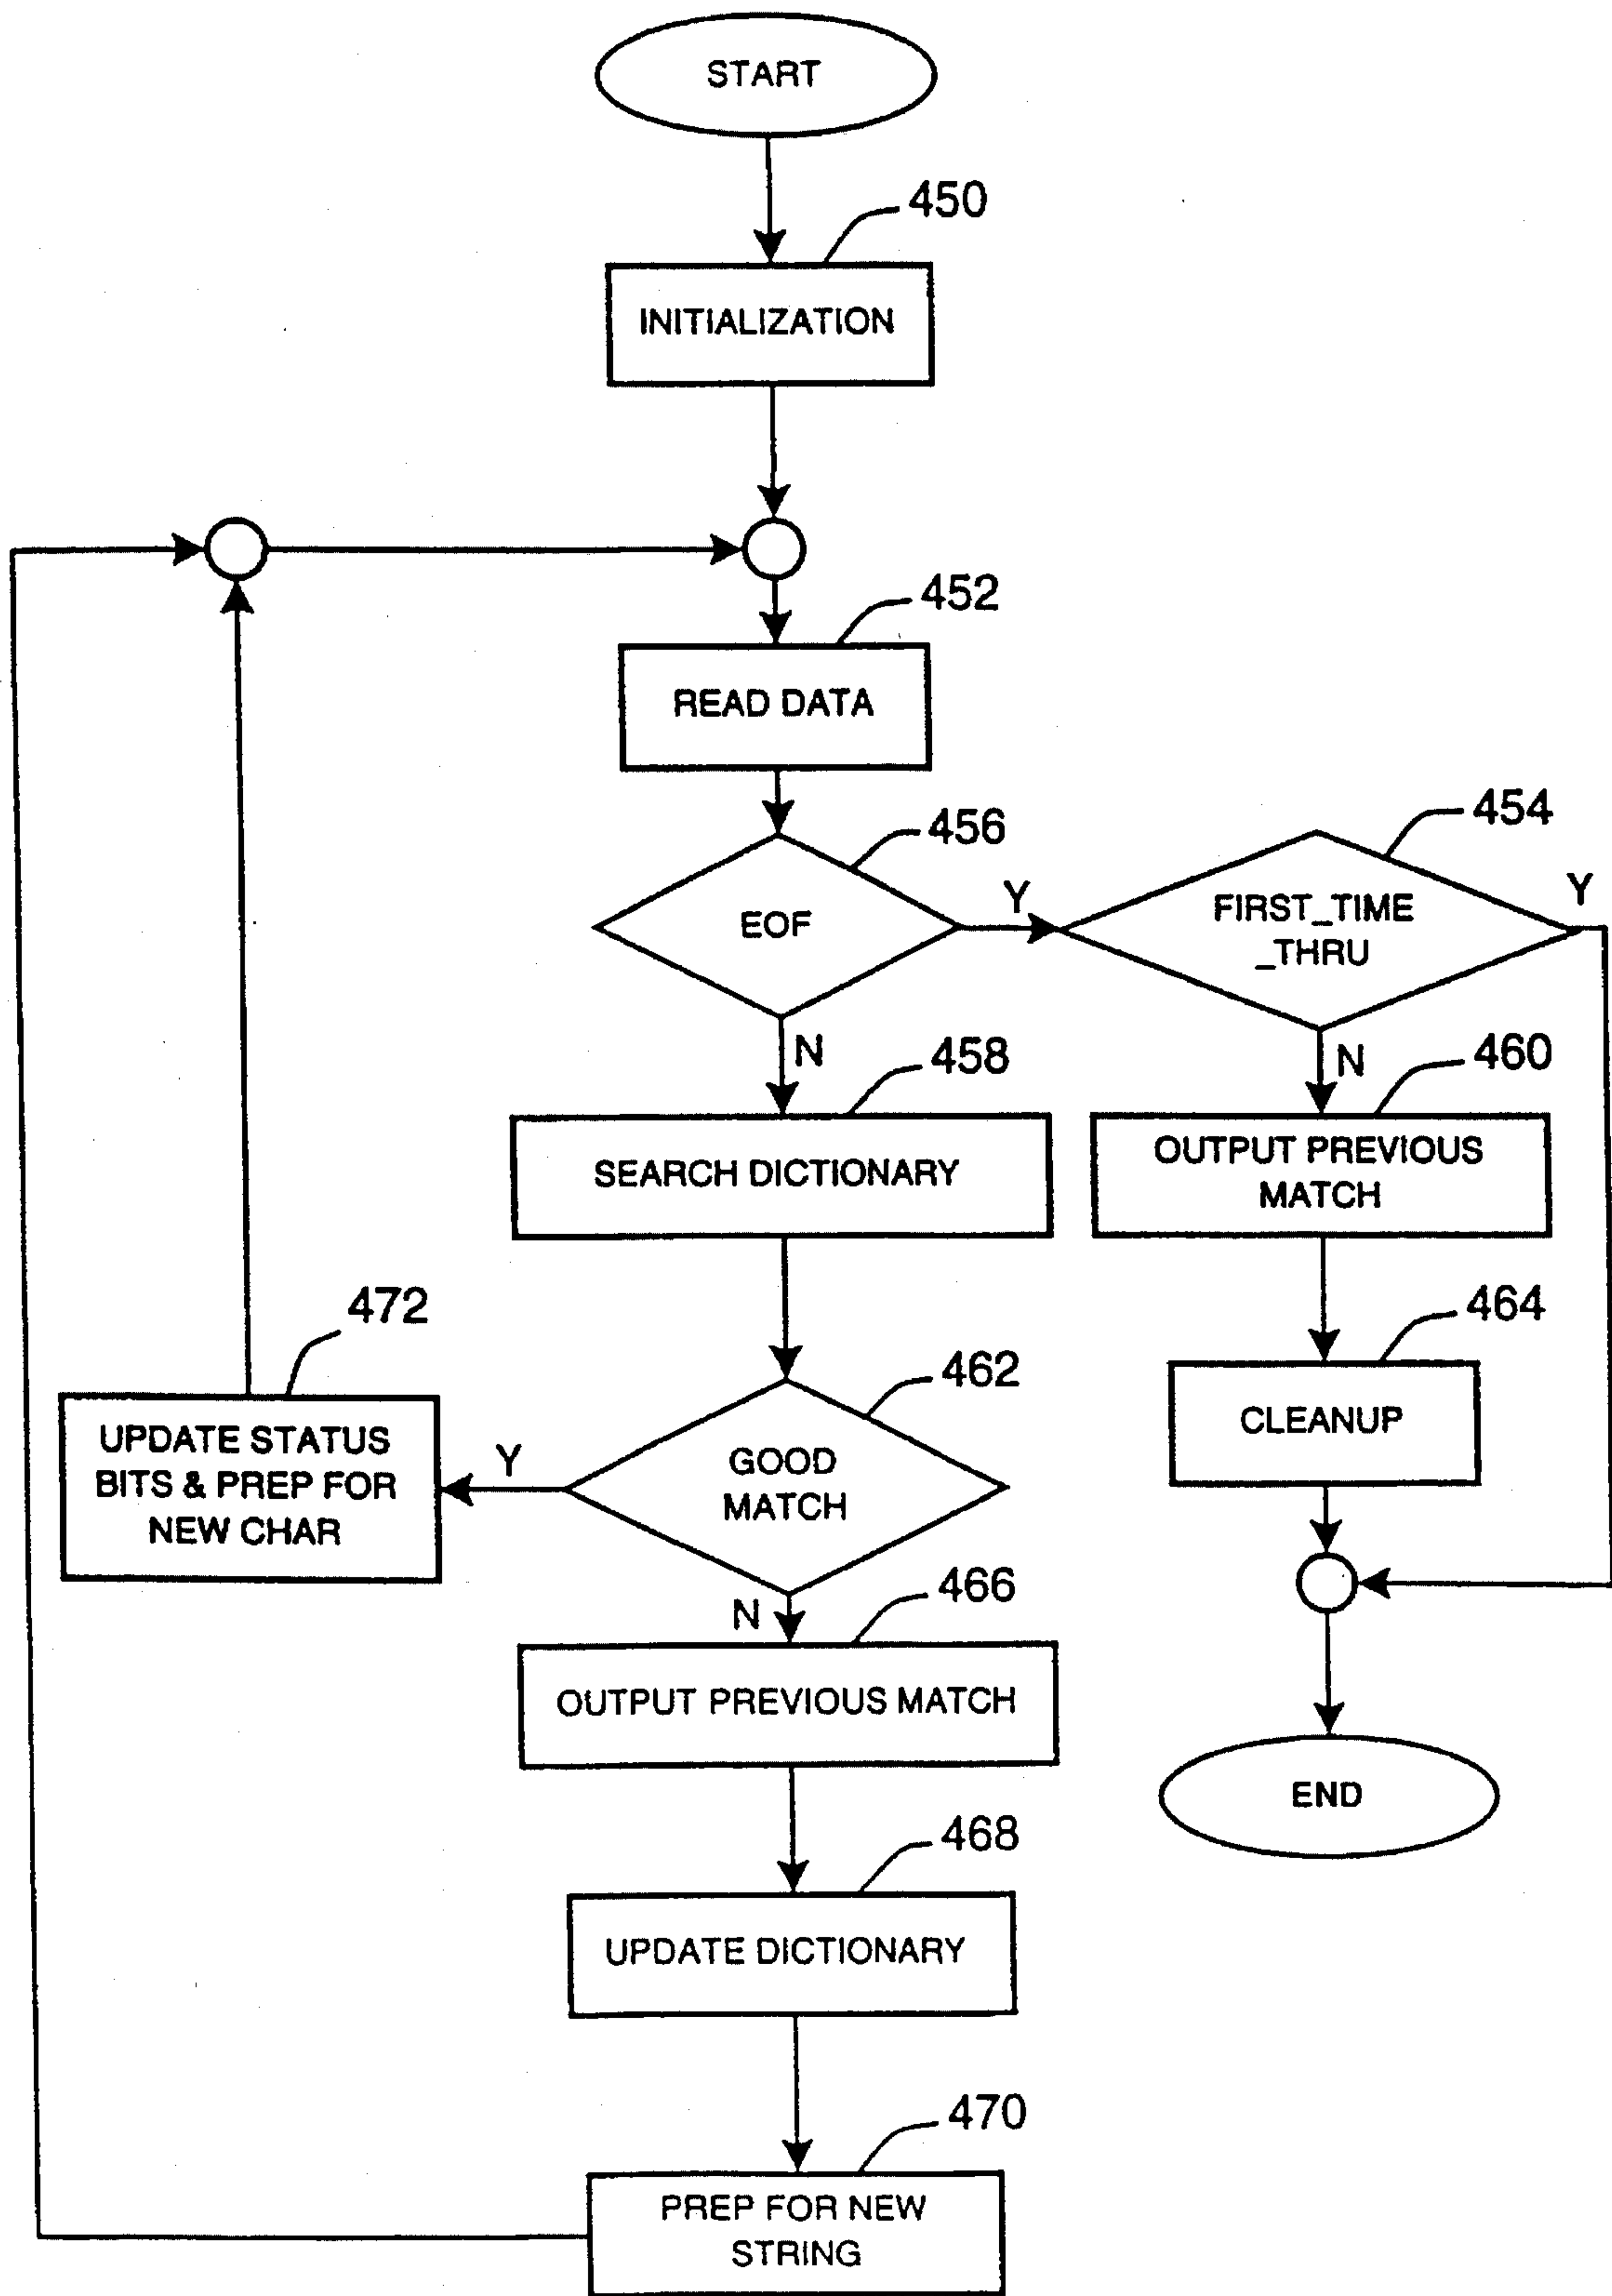 START
450
INITIALIZATION
452
READ DATA
456
EOF
Y
454
FIRST_TIME
_THRU
Y
N
458
SEARCH DICTIONARY
N
460
OUTPUT PREVIOUS
MATCH
464
CLEANUP
472
UPDATE STATUS
BITS & PREP FOR
NEW CHAR
Y
462
GOOD
MATCH
N
466
OUTPUT PREVIOUS MATCH
END
468
UPDATE DICTIONARY
470
PREP FOR NEW
STRING